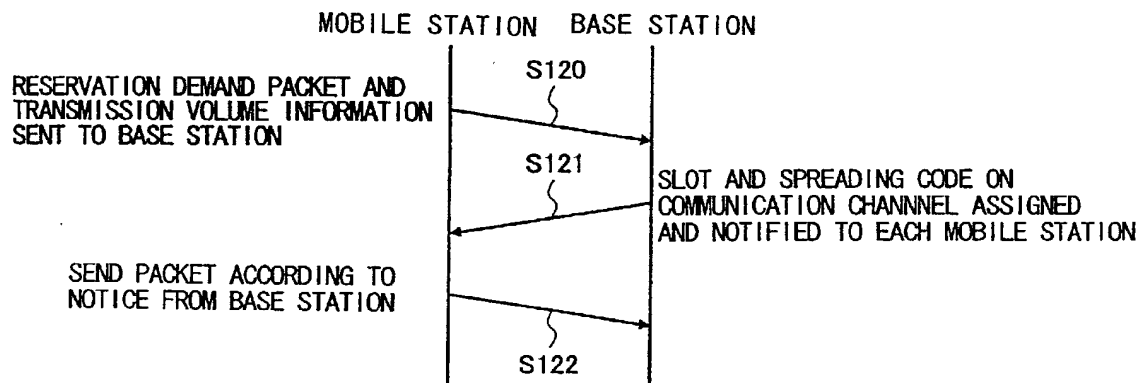 MOBILE STATION BASE STATION
S120
RESERVATION DEMAND PACKET AND
TRANSMISSION VOLUME INFORMATION
SENT TO BASE STATION
S121
SLOT AND SPREADING CODE ON
COMMUNICATION CHANNNEL ASSIGNED
AND NOTIFIED TO EACH MOBILE STATION
SEND PACKET ACCORDING TO
NOTICE FROM BASE STATION
S122